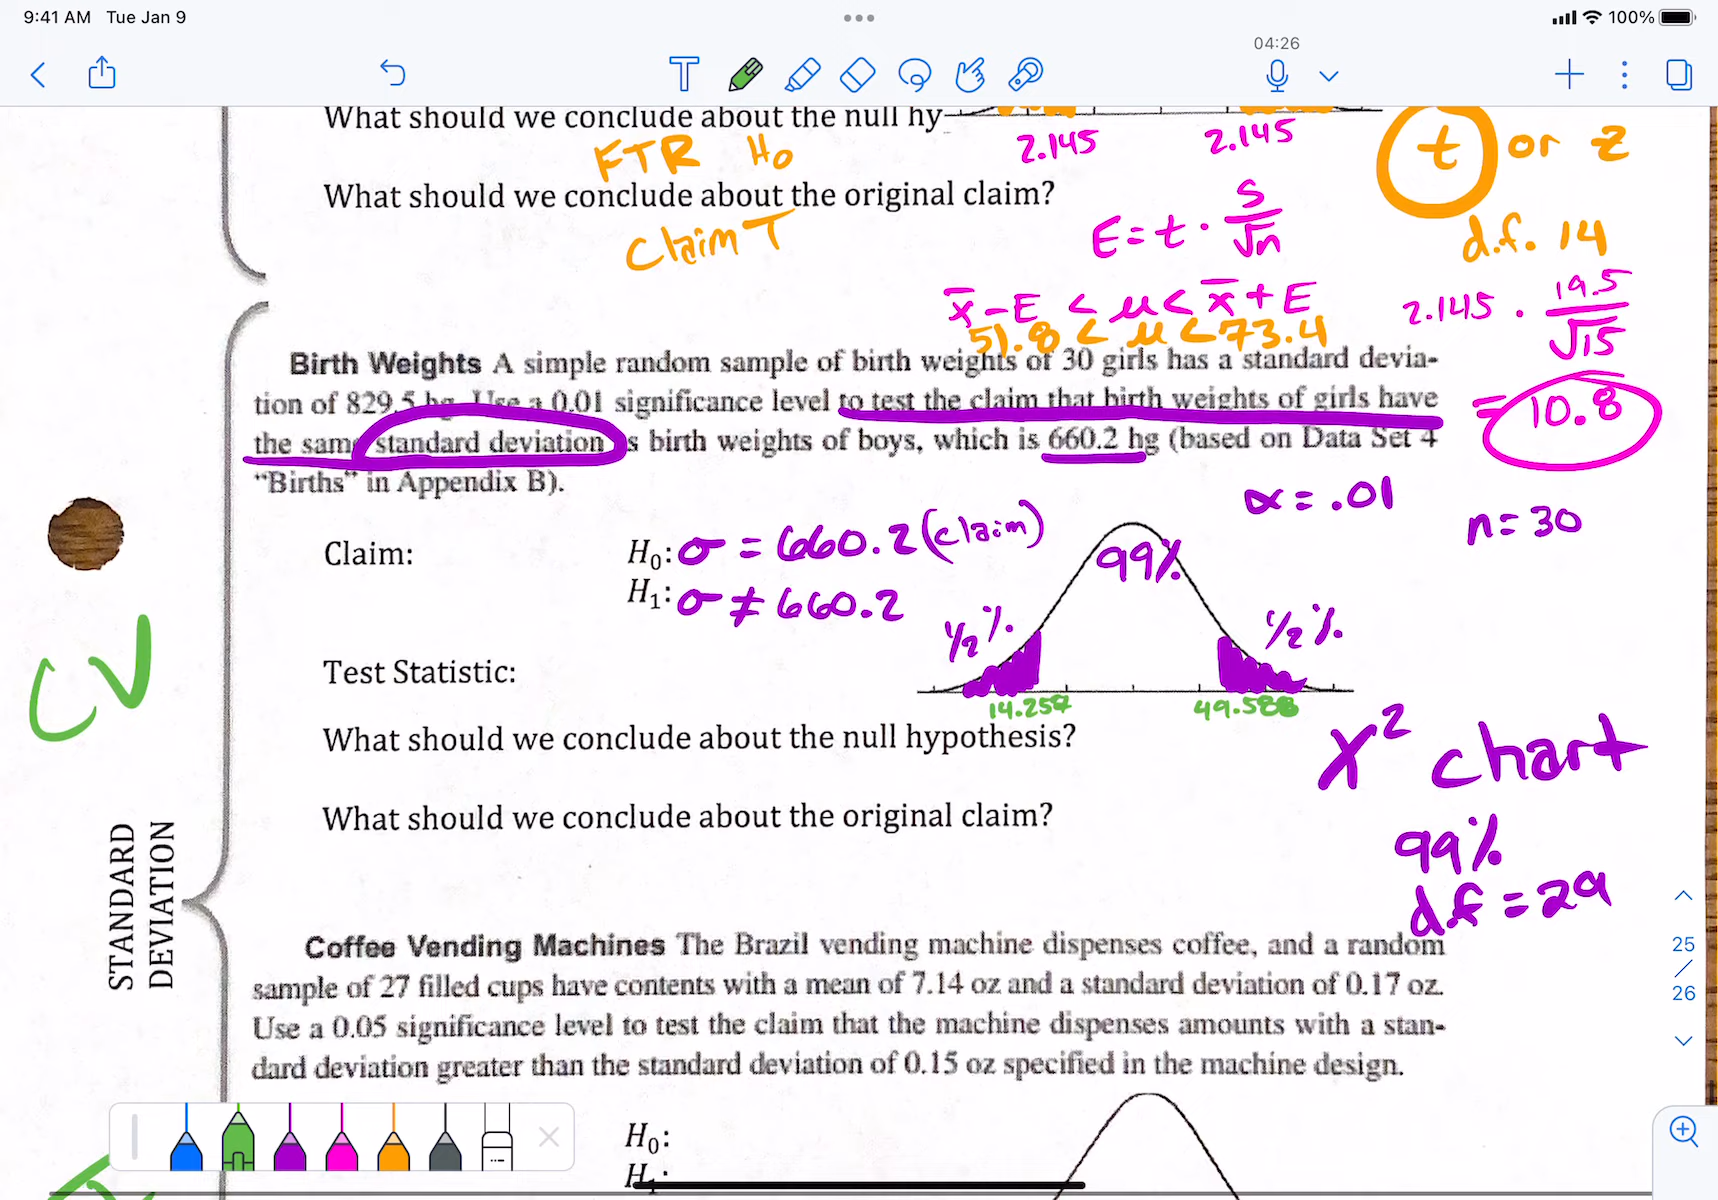 9:41 AM Tue Jan 9
100%
04:26
What should we conclude about the null hy
2.145 2.145
t or z
FTR H₀
What should we conclude about the original claim?
Claim T
E = t · s/√n
d.f. 14
x̄ - E < μ < x̄ + E
2.145 · 19.5/√15
51.8 < μ < 73.4
= 10.8
Birth Weights A simple random sample of birth weights of 30 girls has a standard devia-
tion of 829.5 hg. Use a 0.01 significance level to test the claim that birth weights of girls have
the same standard deviation as birth weights of boys, which is 660.2 hg (based on Data Set 4
"Births" in Appendix B).
α = .01
n = 30
Claim:
H₀: σ = 660.2 (claim)
H₁: σ ≠ 660.2
99%
½% ½%
CV
Test Statistic:
14.257 49.588
What should we conclude about the null hypothesis?
X² chart
What should we conclude about the original claim?
99%
d.f = 29
STANDARD
DEVIATION
Coffee Vending Machines The Brazil vending machine dispenses coffee, and a random
sample of 27 filled cups have contents with a mean of 7.14 oz and a standard deviation of 0.17 oz.
Use a 0.05 significance level to test the claim that the machine dispenses amounts with a stan-
dard deviation greater than the standard deviation of 0.15 oz specified in the machine design.
25
/
26
H₀:
H₁: